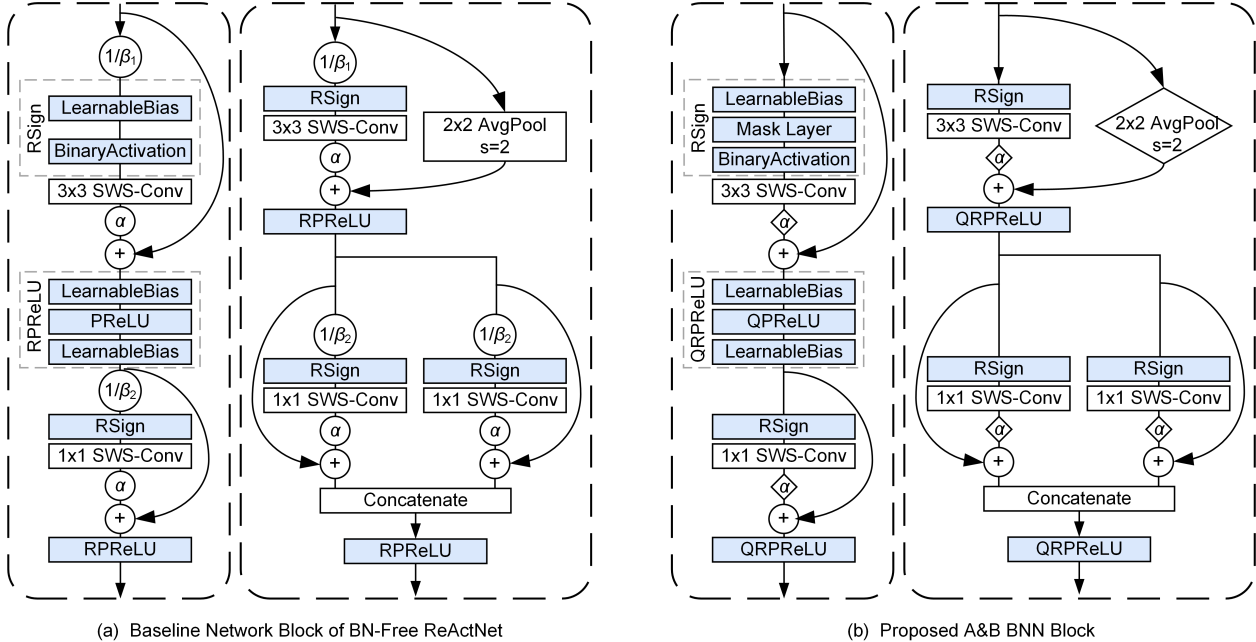 1/β1
RSign
LearnableBias
BinaryActivation
3x3 SWS-Conv
α
+
RPReLU
LearnableBias
PReLU
LearnableBias
1/β2
RSign
1x1 SWS-Conv
α
+
RPReLU
1/β1
RSign
3x3 SWS-Conv
α
+
2x2 AvgPool
s=2
RPReLU
1/β2
1/β2
RSign
RSign
1x1 SWS-Conv
1x1 SWS-Conv
α
α
+
+
Concatenate
RPReLU
(a) Baseline Network Block of BN-Free ReActNet
RSign
LearnableBias
Mask Layer
BinaryActivation
3x3 SWS-Conv
α
+
QRPReLU
LearnableBias
QPReLU
LearnableBias
RSign
1x1 SWS-Conv
α
+
QRPReLU
RSign
3x3 SWS-Conv
α
+
2x2 AvgPool
s=2
QRPReLU
RSign
RSign
1x1 SWS-Conv
1x1 SWS-Conv
α
α
+
+
Concatenate
QRPReLU
(b) Proposed A&B BNN Block